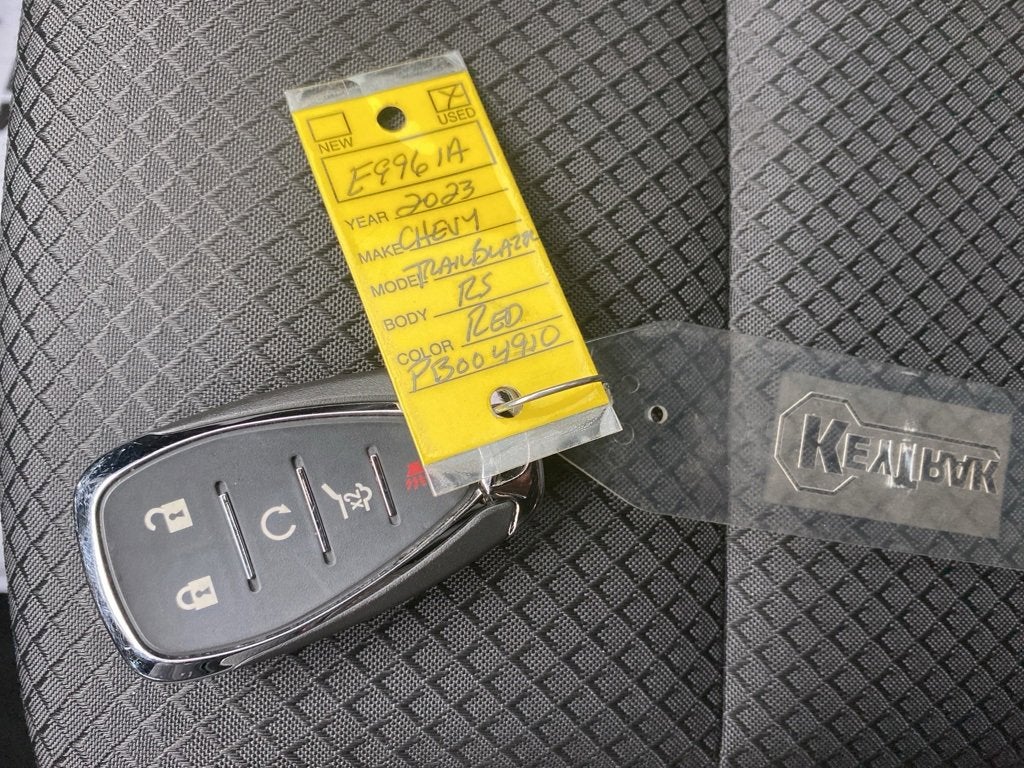 NEW
USED
E9961A
YEAR 2023
MAKE CHEVY
MODEL TRAILBLAZER
BODY RS
COLOR RED
PB004910
KEYTRAK